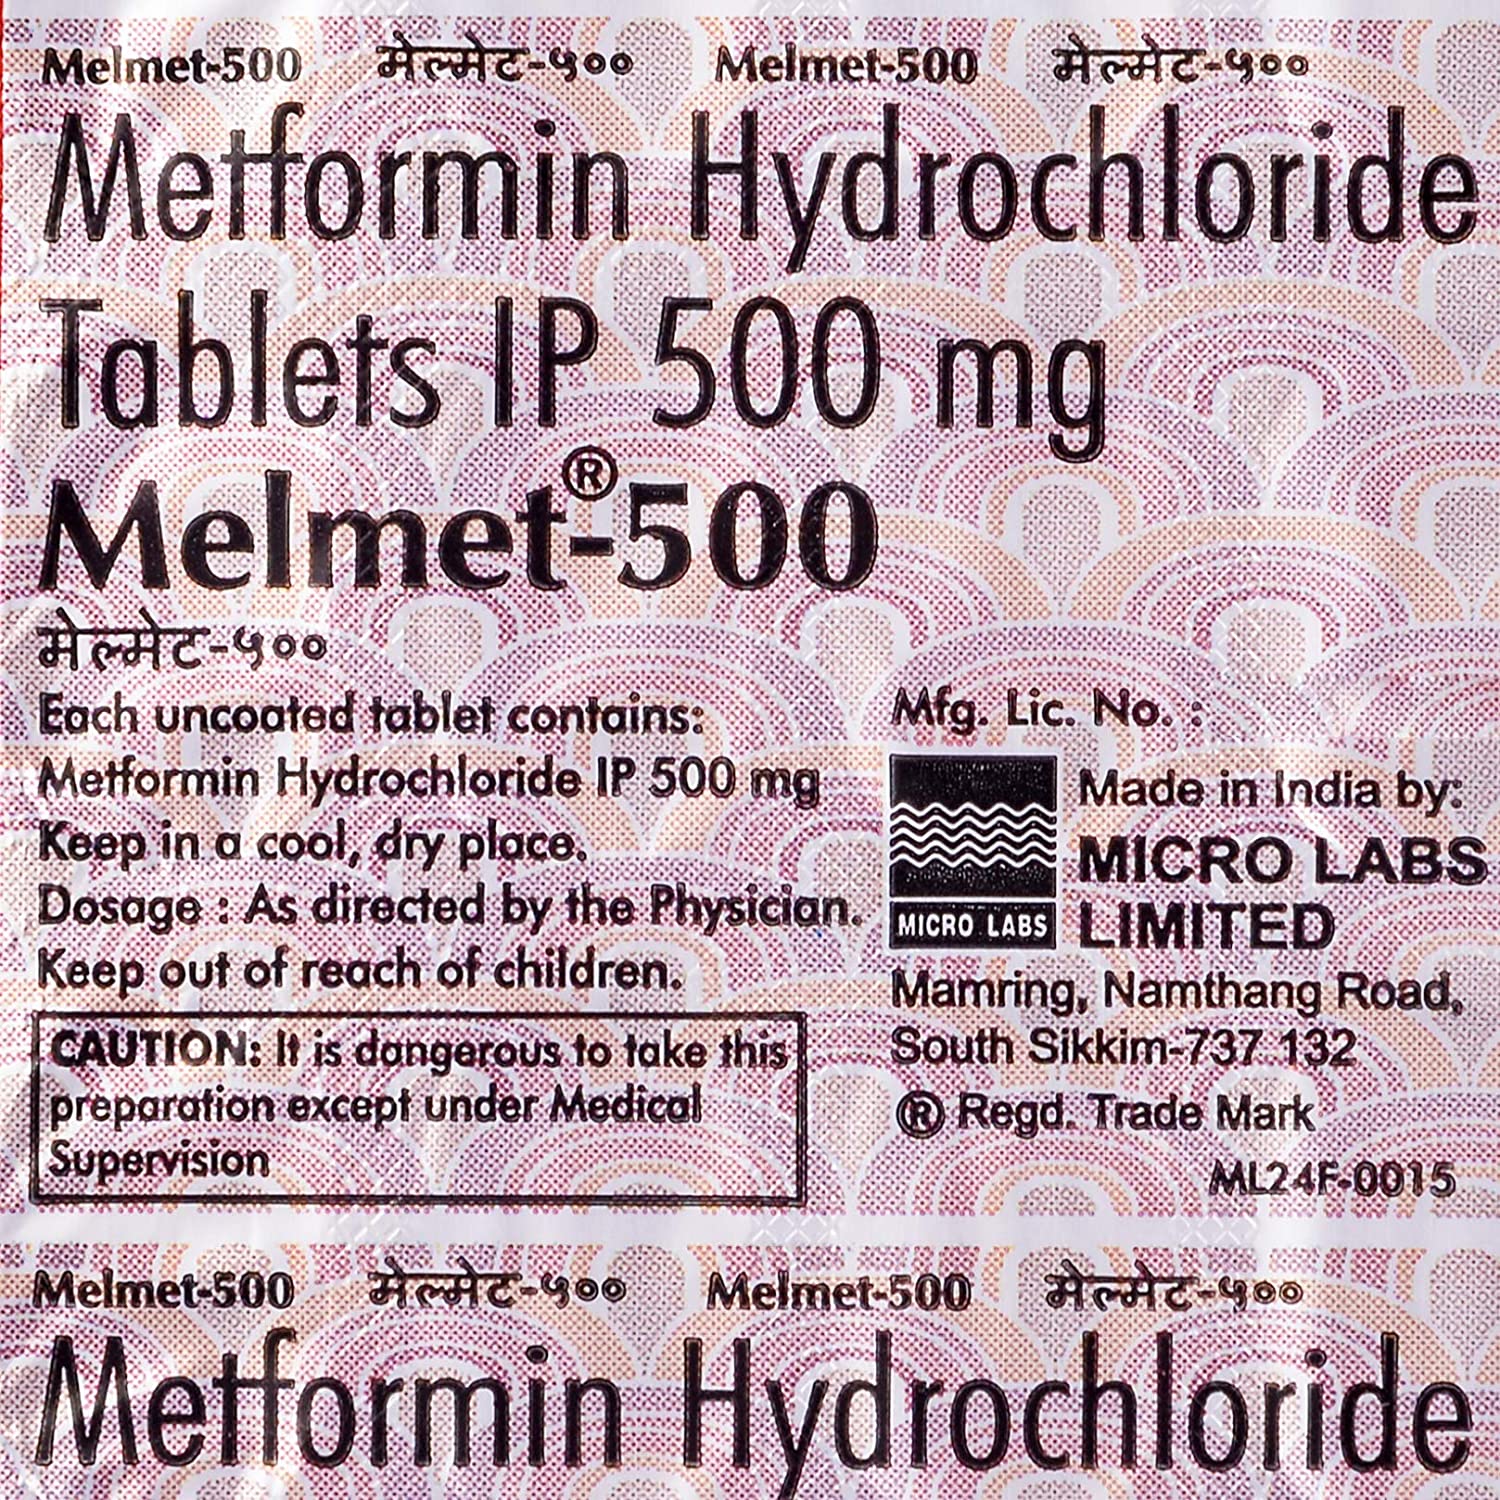 Melmet-500 मेल्मेट-५०० Melmet-500 मेल्मेट-५००
Metformin Hydrochloride
Tablets IP 500 mg
Melmet®-500
मेल्मेट-५००
Each uncoated tablet contains:
Metformin Hydrochloride IP 500 mg
Keep in a cool, dry place.
Dosage : As directed by the Physician.
Keep out of reach of children.
CAUTION: It is dangerous to take this
preparation except under Medical
Supervision
Mfg. Lic. No. :
MICRO LABS
Made in India by:
MICRO LABS
LIMITED
Mamring, Namthang Road,
South Sikkim-737 132
® Regd. Trade Mark
ML24F-0015
Melmet-500 मेल्मेट-५०० Melmet-500 मेल्मेट-५००
Metformin Hydrochloride